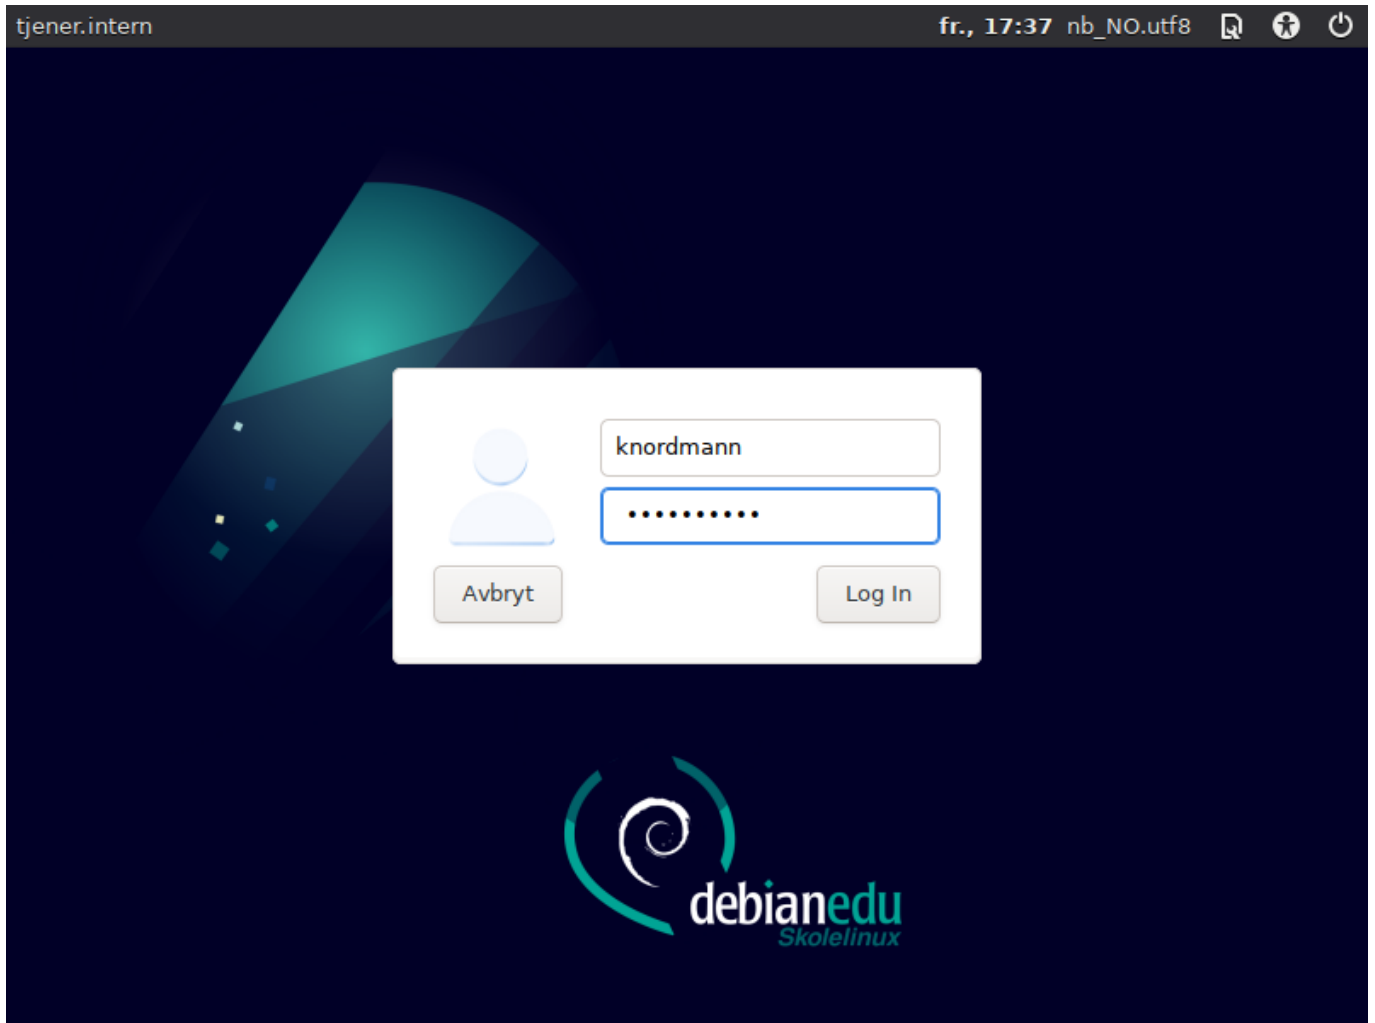 tjener.intern
fr., 17:37 nb_NO.utf8
knordmann
••••••••••
Avbryt
Log In
debianedu
Skolelinux